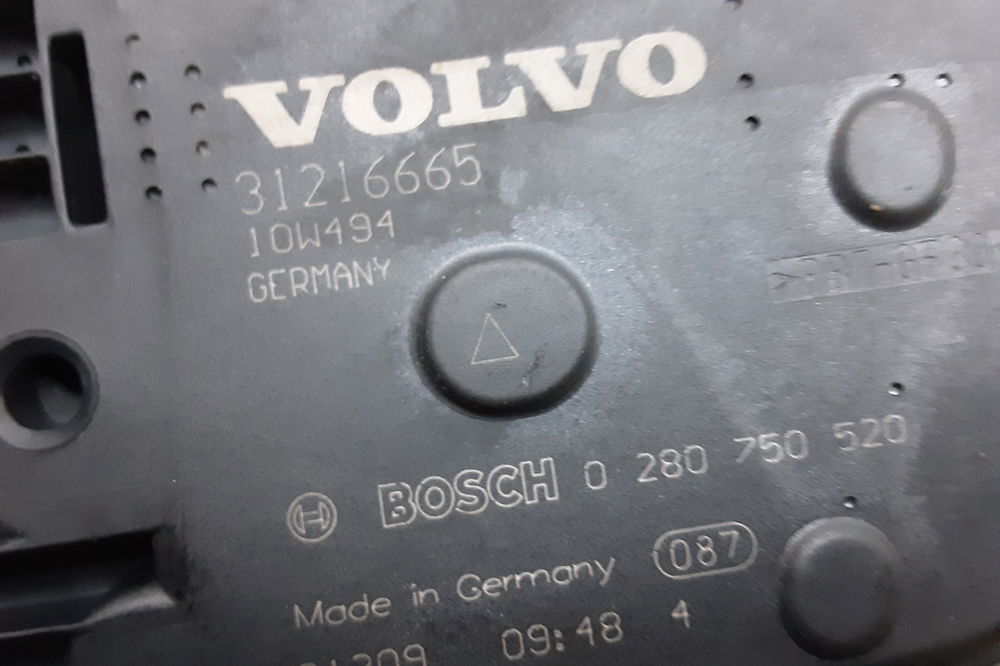 VOLVO
31216665
10W494
GERMANY
BOSCH 0 280 750 520
Made in Germany 087
09:48 4